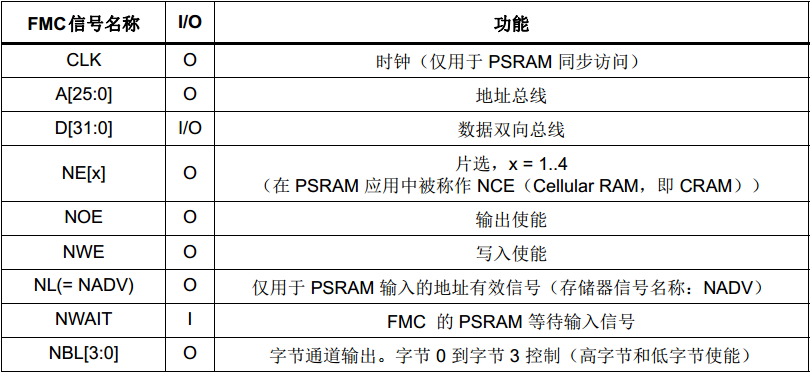 FMC信号名称 I/O 功能
CLK O 时钟（仅用于 PSRAM 同步访问）
A[25:0] O 地址总线
D[31:0] I/O 数据双向总线
NE[x] O 片选，x = 1..4
（在 PSRAM 应用中被称作 NCE（Cellular RAM，即 CRAM））
NOE O 输出使能
NWE O 写入使能
NL(= NADV) O 仅用于 PSRAM 输入的地址有效信号（存储器信号名称：NADV）
NWAIT I FMC 的 PSRAM 等待输入信号
NBL[3:0] O 字节通道输出。字节 0 到字节 3 控制（高字节和低字节使能）